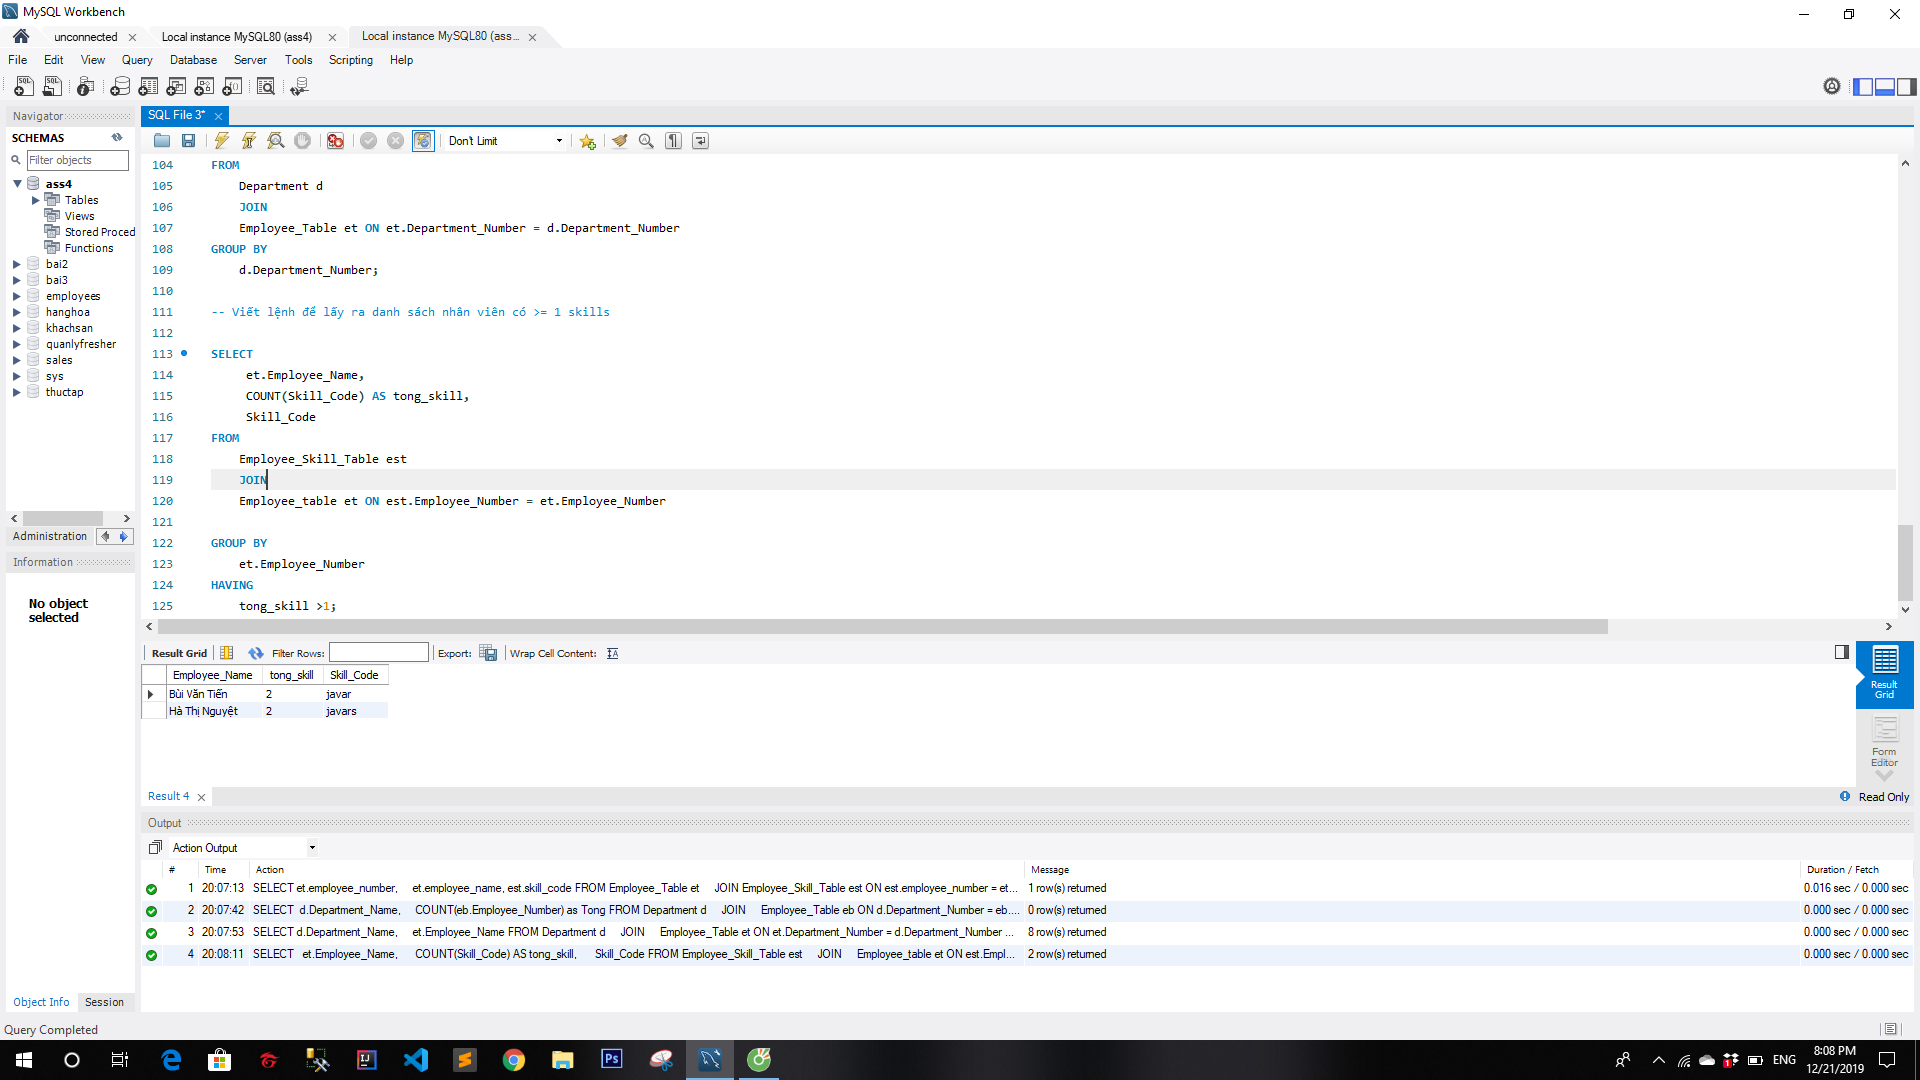 MySQL Workbench
unconnected
Local instance MySQL80 (ass4)
Local instance MySQL80 (ass...
File Edit View Query Database Server Tools Scripting Help
Navigator
SCHEMAS
Filter objects
ass4
Tables
Views
Stored Proced
Functions
bai2
bai3
employees
hanghoa
khachsan
quanlyfresher
sales
sys
thuctap
Administration
Information
No object
selected
Object Info Session
SQL File 3*
Don't Limit
104 FROM
105 Department d
106 JOIN
107 Employee_Table et ON et.Department_Number = d.Department_Number
108 GROUP BY
109 d.Department_Number;
110
111 -- Viết lệnh để lấy ra danh sách nhân viên có >= 1 skills
112
113 SELECT
114 et.Employee_Name,
115 COUNT(Skill_Code) AS tong_skill,
116 Skill_Code
117 FROM
118 Employee_Skill_Table est
119 JOIN
120 Employee_table et ON est.Employee_Number = et.Employee_Number
121
122 GROUP BY
123 et.Employee_Number
124 HAVING
125 tong_skill >1;
Result Grid Filter Rows: Export: Wrap Cell Content:
Employee_Name tong_skill Skill_Code
Bùi Văn Tiến 2 javar
Hà Thị Nguyệt 2 javars
Result
Grid
Form
Editor
Result 4
Read Only
Output
Action Output
# Time Action Message Duration / Fetch
1 20:07:13 SELECT et.employee_number, et.employee_name, est.skill_code FROM Employee_Table et JOIN Employee_Skill_Table est ON est.employee_number = et... 1 row(s) returned 0.016 sec / 0.000 sec
2 20:07:42 SELECT d.Department_Name, COUNT(eb.Employee_Number) as Tong FROM Department d JOIN Employee_Table eb ON d.Department_Number = eb.... 0 row(s) returned 0.000 sec / 0.000 sec
3 20:07:53 SELECT d.Department_Name, et.Employee_Name FROM Department d JOIN Employee_Table et ON et.Department_Number = d.Department_Number ... 8 row(s) returned 0.000 sec / 0.000 sec
4 20:08:11 SELECT et.Employee_Name, COUNT(Skill_Code) AS tong_skill, Skill_Code FROM Employee_Skill_Table est JOIN Employee_table et ON est.Empl... 2 row(s) returned 0.000 sec / 0.000 sec
Query Completed
ENG
8:08 PM
12/21/2019